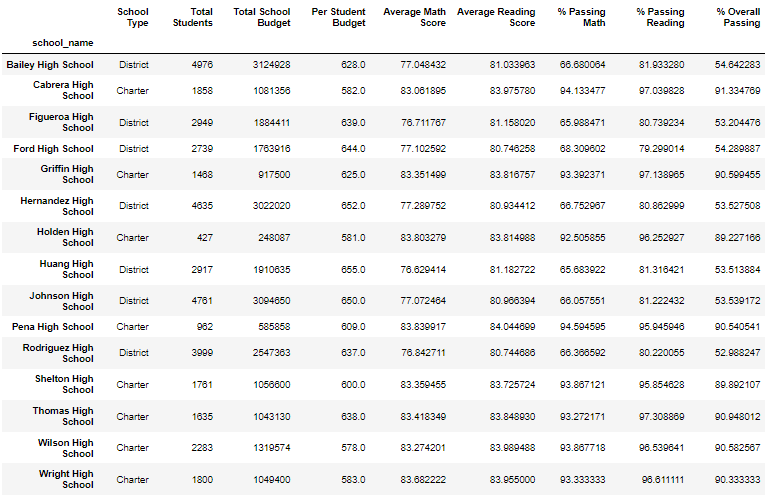 School Type Total Students Total School Budget Per Student Budget Average Math Score Average Reading Score % Passing Math % Passing Reading % Overall Passing
school_name
Bailey High School District 4976 3124928 628.0 77.048432 81.033963 66.680064 81.933280 54.642283
Cabrera High School Charter 1858 1081356 582.0 83.061895 83.975780 94.133477 97.039828 91.334769
Figueroa High School District 2949 1884411 639.0 76.711767 81.158020 65.988471 80.739234 53.204476
Ford High School District 2739 1763916 644.0 77.102592 80.746258 68.309602 79.299014 54.289887
Griffin High School Charter 1468 917500 625.0 83.351499 83.816757 93.392371 97.138965 90.599455
Hernandez High School District 4635 3022020 652.0 77.289752 80.934412 66.752967 80.862999 53.527508
Holden High School Charter 427 248087 581.0 83.803279 83.814988 92.505855 96.252927 89.227166
Huang High School District 2917 1910635 655.0 76.629414 81.182722 65.683922 81.316421 53.513884
Johnson High School District 4761 3094650 650.0 77.072464 80.966394 66.057551 81.222432 53.539172
Pena High School Charter 962 585858 609.0 83.839917 84.044699 94.594595 95.945946 90.540541
Rodriguez High School District 3999 2547363 637.0 76.842711 80.744686 66.366592 80.220055 52.988247
Shelton High School Charter 1761 1056600 600.0 83.359455 83.725724 93.867121 95.854628 89.892107
Thomas High School Charter 1635 1043130 638.0 83.418349 83.848930 93.272171 97.308869 90.948012
Wilson High School Charter 2283 1319574 578.0 83.274201 83.989488 93.867718 96.539641 90.582567
Wright High School Charter 1800 1049400 583.0 83.682222 83.955000 93.333333 96.611111 90.333333